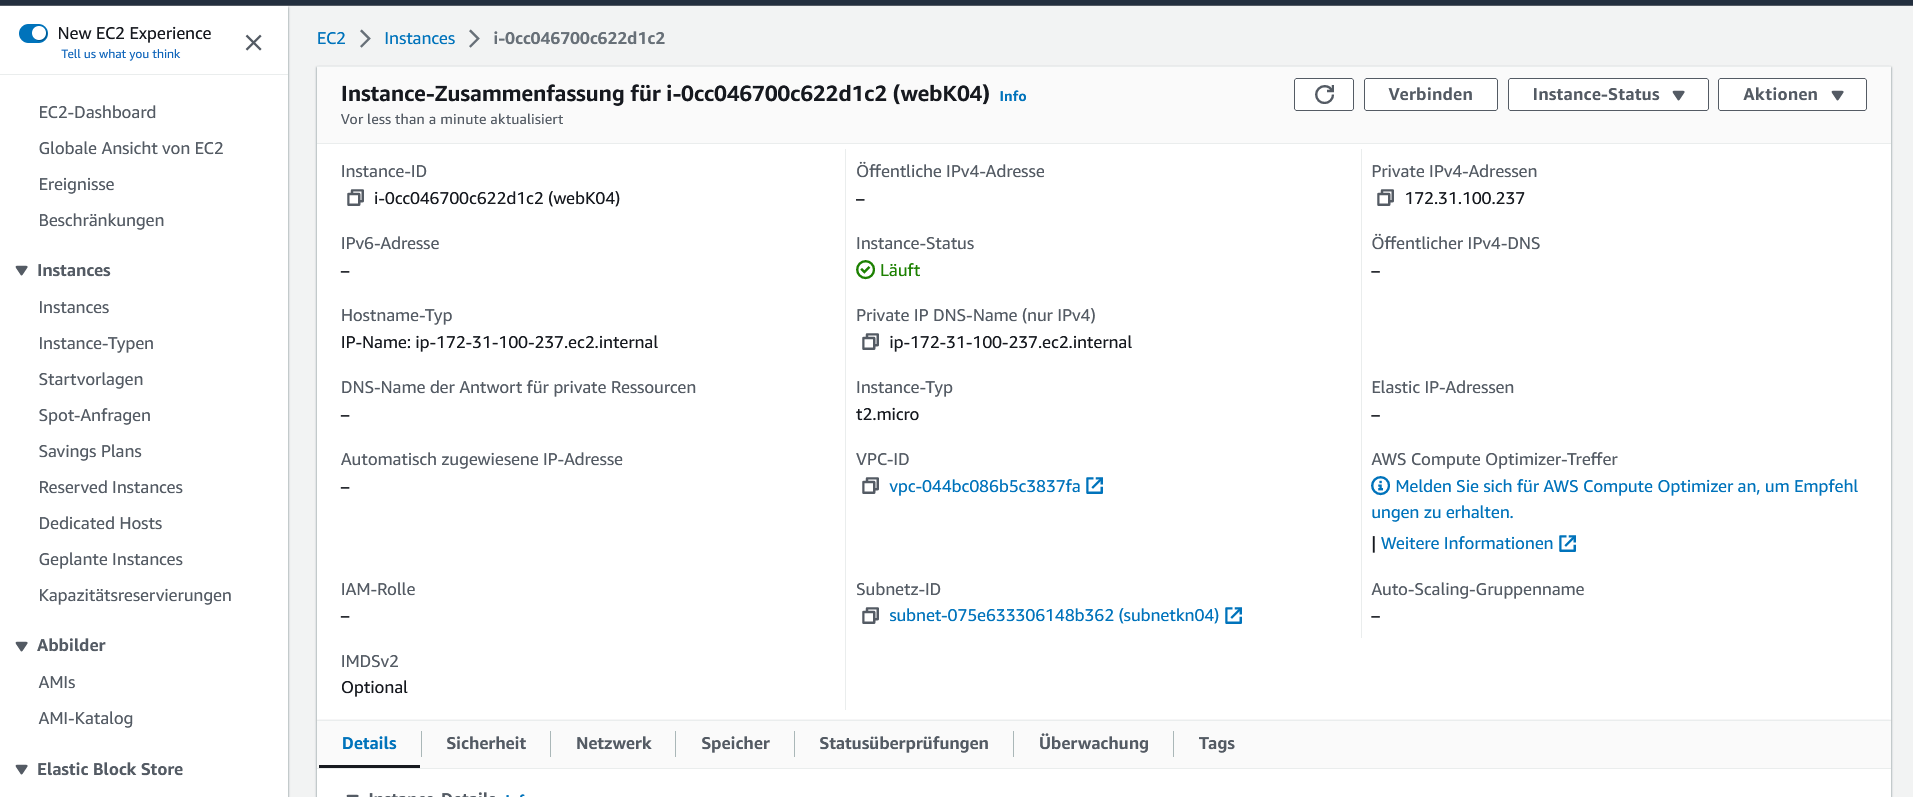 New EC2 Experience
Tell us what you think
EC2-Dashboard
Globale Ansicht von EC2
Ereignisse
Beschränkungen
Instances
Instances
Instance-Typen
Startvorlagen
Spot-Anfragen
Savings Plans
Reserved Instances
Dedicated Hosts
Geplante Instances
Kapazitätsreservierungen
Abbilder
AMIs
AMI-Katalog
Elastic Block Store
EC2 > Instances > i-0cc046700c622d1c2
Instance-Zusammenfassung für i-0cc046700c622d1c2 (webK04) Info
Vor less than a minute aktualisiert
Verbinden
Instance-Status
Aktionen
Instance-ID
i-0cc046700c622d1c2 (webK04)
Öffentliche IPv4-Adresse
–
Private IPv4-Adressen
172.31.100.237
IPv6-Adresse
–
Instance-Status
Läuft
Öffentlicher IPv4-DNS
–
Hostname-Typ
IP-Name: ip-172-31-100-237.ec2.internal
Private IP DNS-Name (nur IPv4)
ip-172-31-100-237.ec2.internal
DNS-Name der Antwort für private Ressourcen
–
Instance-Typ
t2.micro
Elastic IP-Adressen
–
Automatisch zugewiesene IP-Adresse
–
VPC-ID
vpc-044bc086b5c3837fa
AWS Compute Optimizer-Treffer
Melden Sie sich für AWS Compute Optimizer an, um Empfehl
ungen zu erhalten.
| Weitere Informationen
IAM-Rolle
–
Subnetz-ID
subnet-075e633306148b362 (subnetkn04)
Auto-Scaling-Gruppenname
–
IMDSv2
Optional
Details
Sicherheit
Netzwerk
Speicher
Statusüberprüfungen
Überwachung
Tags